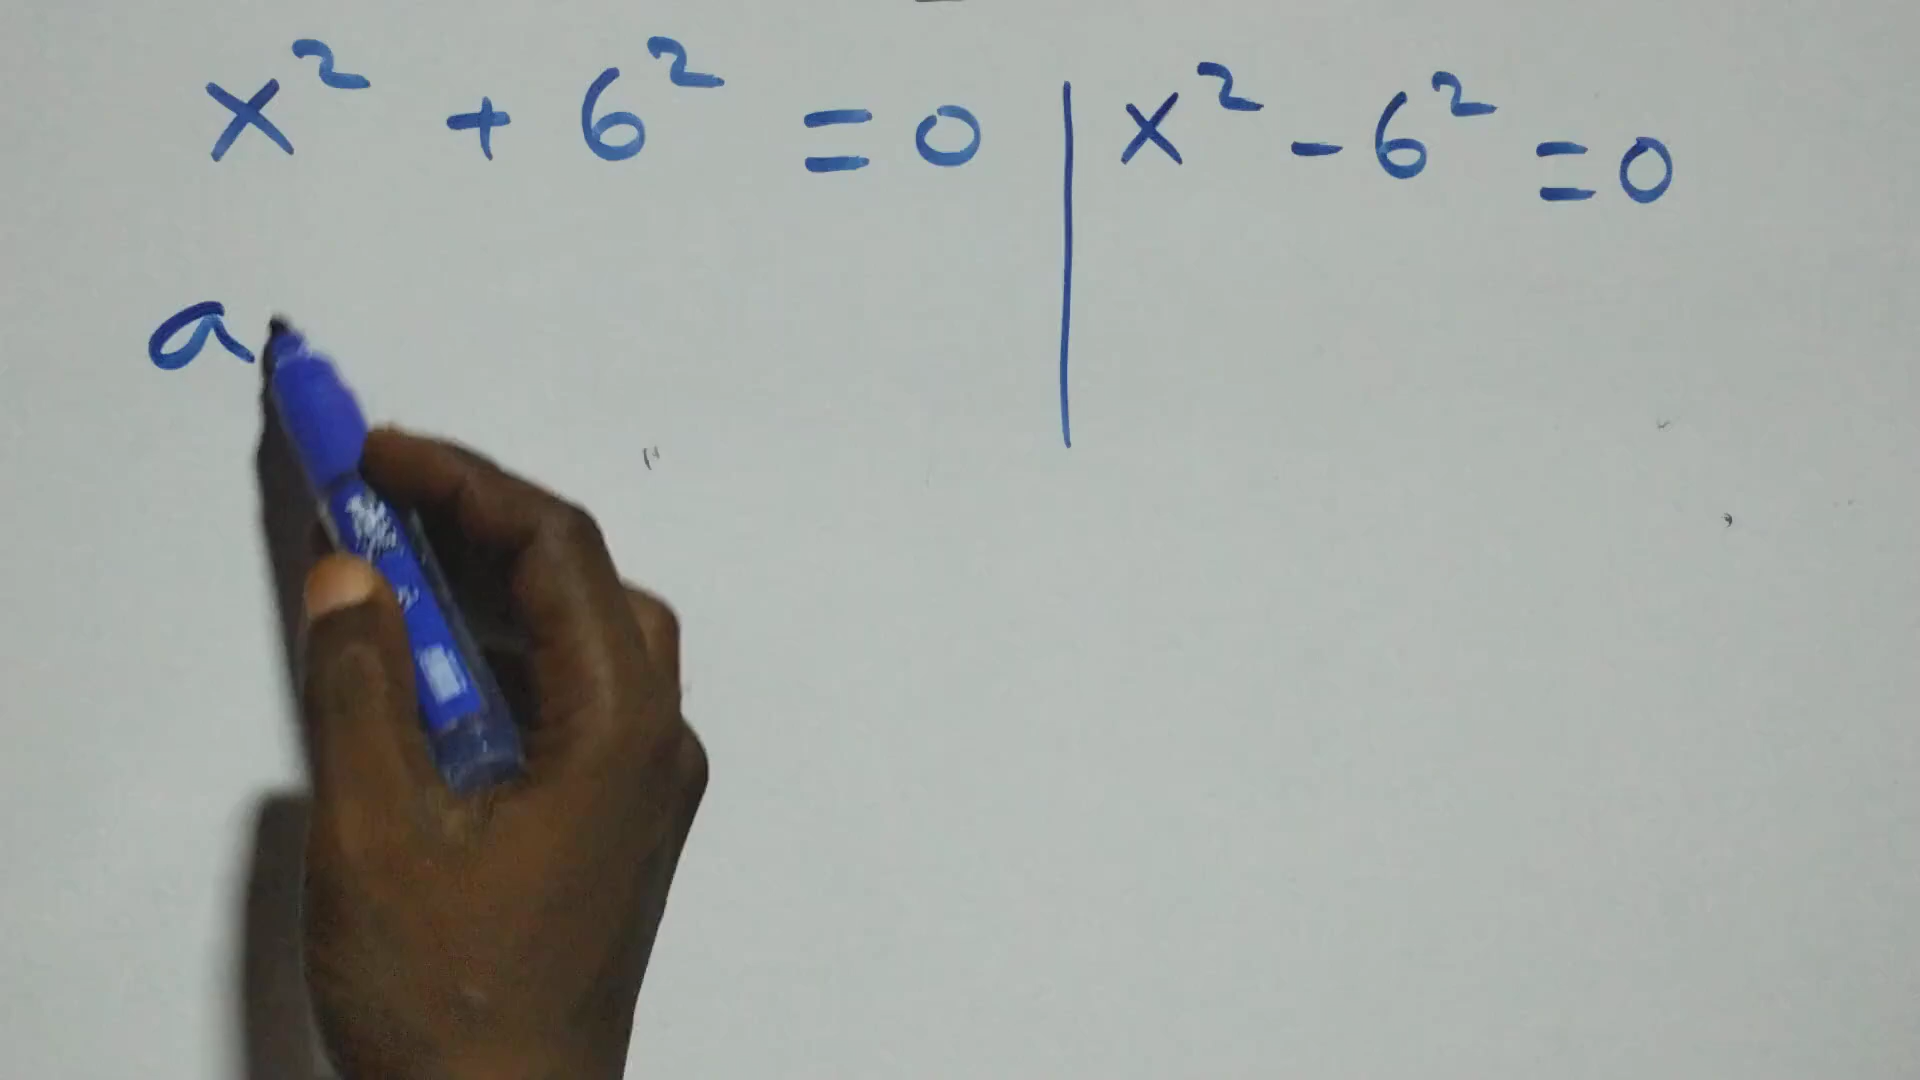 x² + 6² = 0 | x² - 6² = 0
a